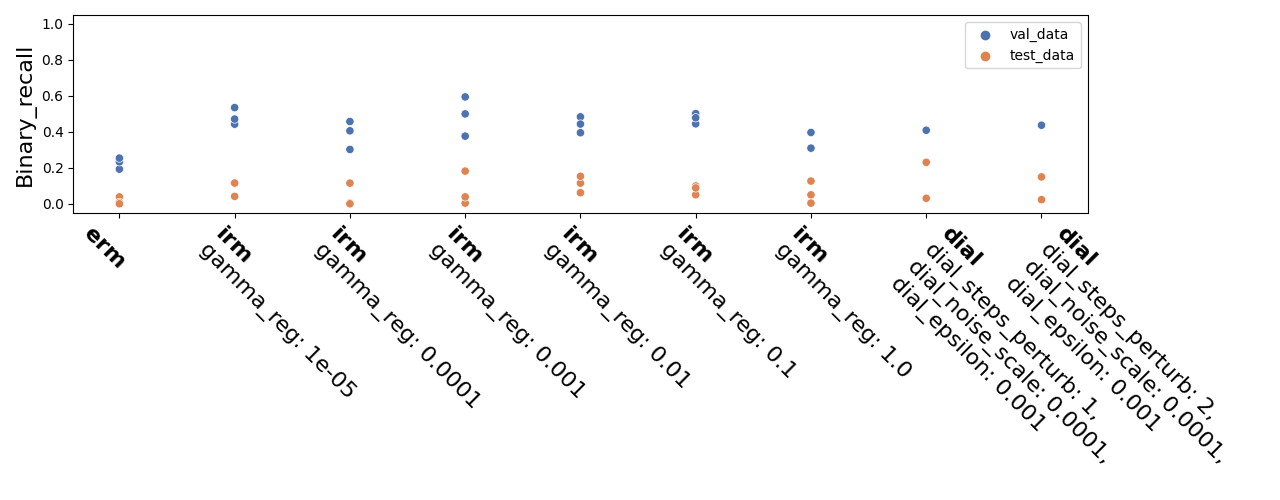 Binary_recall
1.0
0.8
0.6
0.4
0.2
0.0
val_data
test_data
erm
irm
gamma_reg: 1e-05
irm
gamma_reg: 0.0001
irm
gamma_reg: 0.001
irm
gamma_reg: 0.01
irm
gamma_reg: 0.1
irm
gamma_reg: 1.0
dial
dial_steps_perturb: 1,
dial_noise_scale: 0.0001,
dial_epsilon: 0.001
dial
dial_steps_perturb: 2,
dial_noise_scale: 0.0001,
dial_epsilon: 0.001